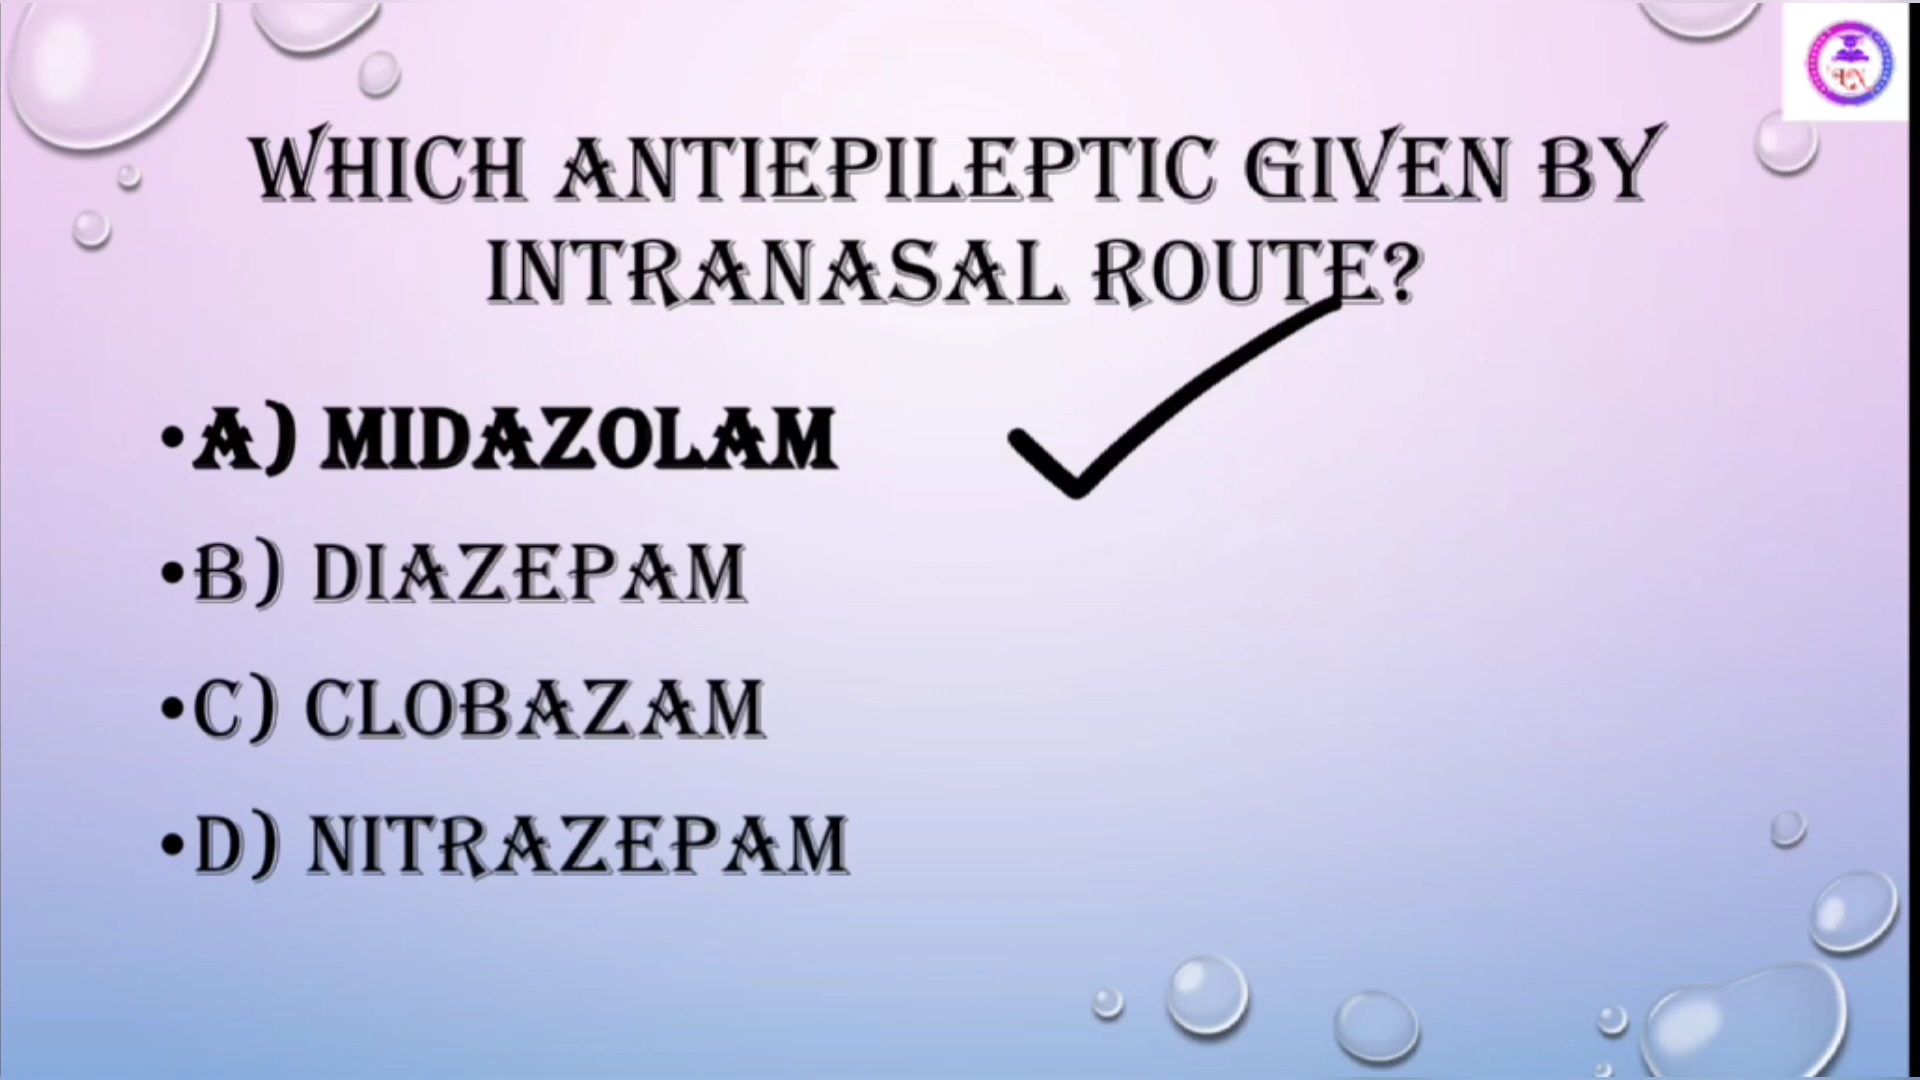 WHICH ANTIEPILEPTIC GIVEN BY
INTRANASAL ROUTE?
•A) MIDAZOLAM
•B) DIAZEPAM
•C) CLOBAZAM
•D) NITRAZEPAM